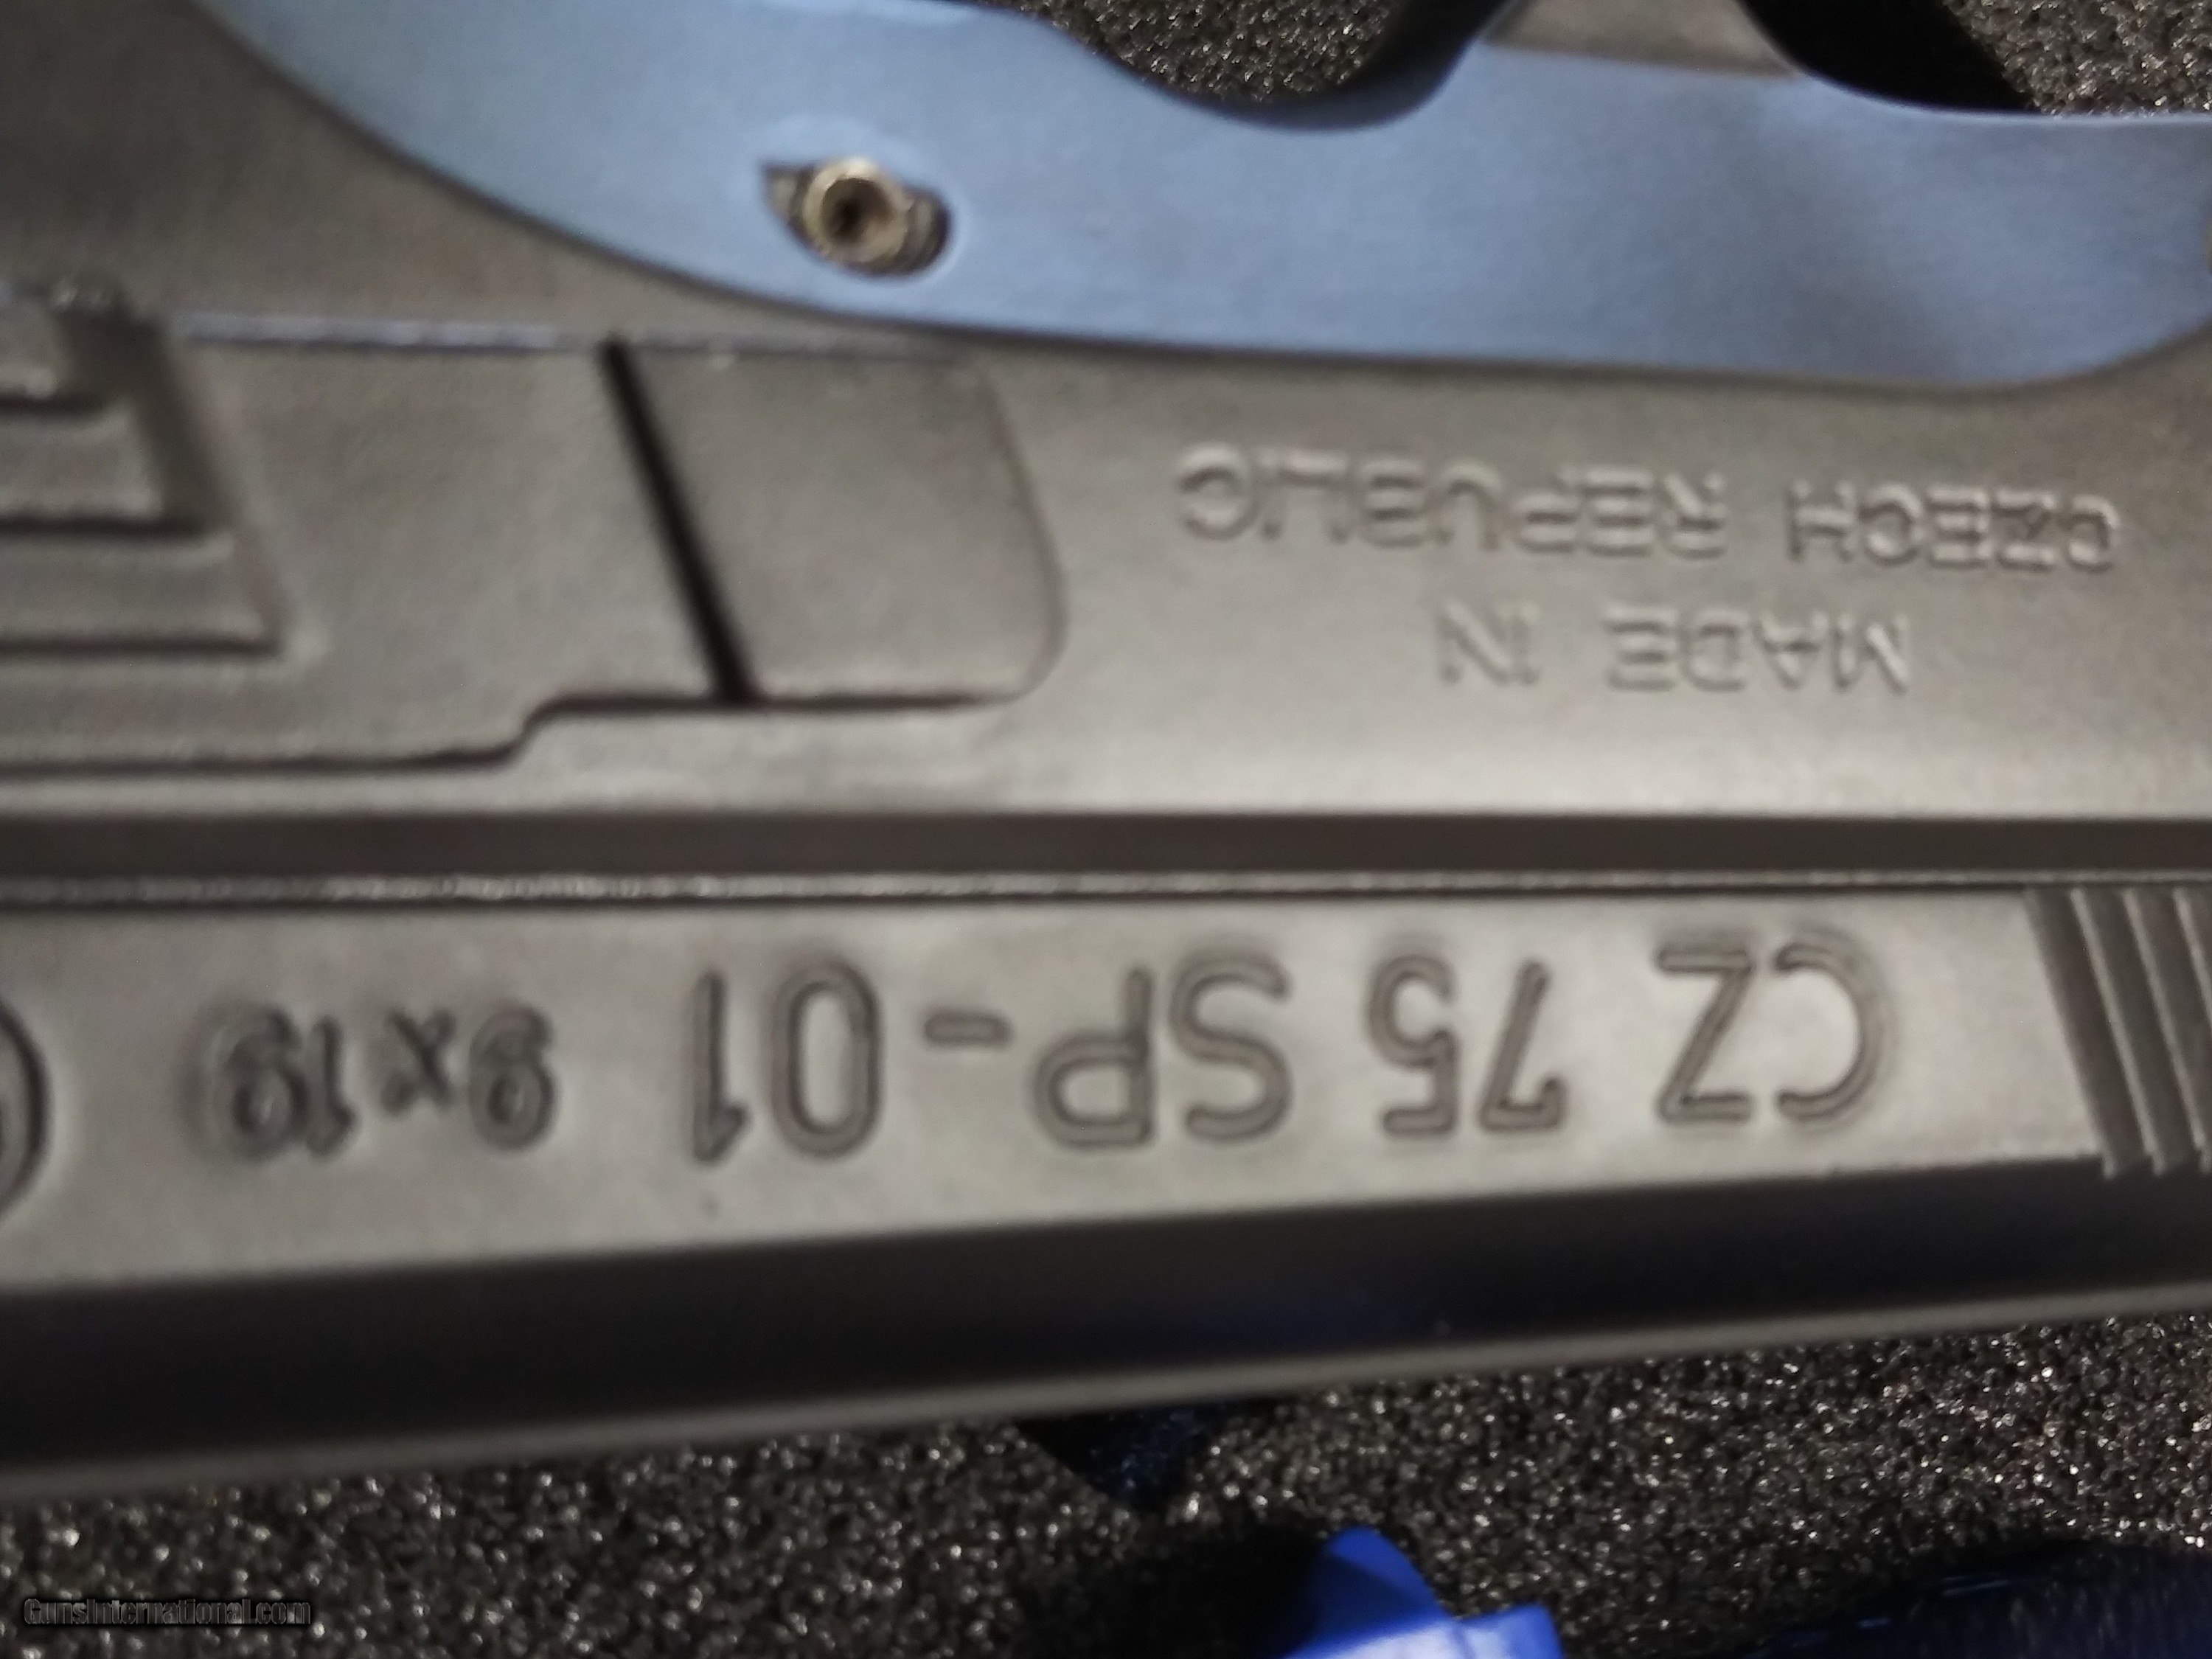 CZ 75 SP-01 9x19
MADE IN
CZECH REPUBLIC
GunsInternational.com